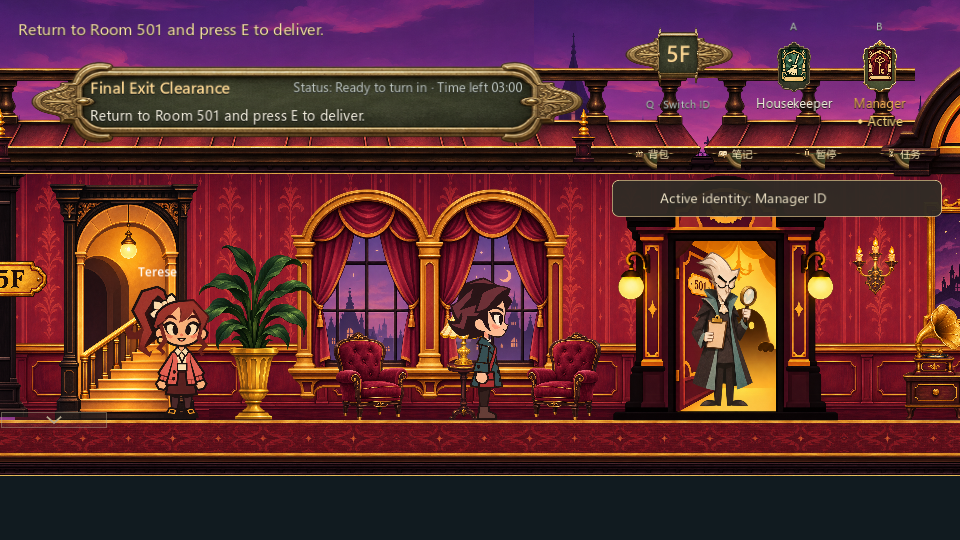 Return to Room 501 and press E to deliver.
Final Exit Clearance
Status: Ready to turn in · Time left 03:00
Return to Room 501 and press E to deliver.
5F
A
B
Q · Switch ID
Housekeeper
Manager
• Active
背包
笔记
暂停
任务
Active identity: Manager ID
Terese
5F
501